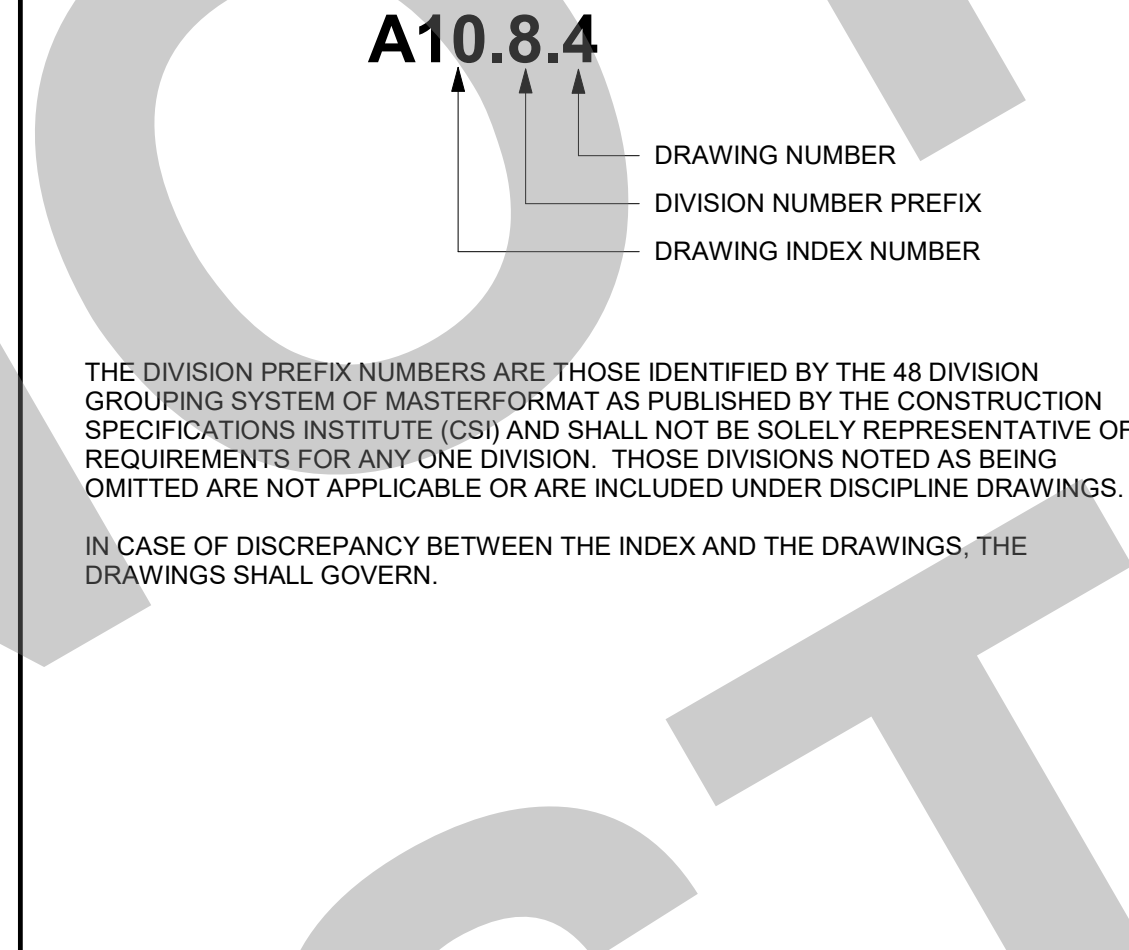 A10.8.4
DRAWING NUMBER
DIVISION NUMBER PREFIX
DRAWING INDEX NUMBER
THE DIVISION PREFIX NUMBERS ARE THOSE IDENTIFIED BY THE 48 DIVISION
GROUPING SYSTEM OF MASTERFORMAT AS PUBLISHED BY THE CONSTRUCTION
SPECIFICATIONS INSTITUTE (CSI) AND SHALL NOT BE SOLELY REPRESENTATIVE OF
REQUIREMENTS FOR ANY ONE DIVISION.  THOSE DIVISIONS NOTED AS BEING
OMITTED ARE NOT APPLICABLE OR ARE INCLUDED UNDER DISCIPLINE DRAWINGS.
IN CASE OF DISCREPANCY BETWEEN THE INDEX AND THE DRAWINGS, THE
DRAWINGS SHALL GOVERN.